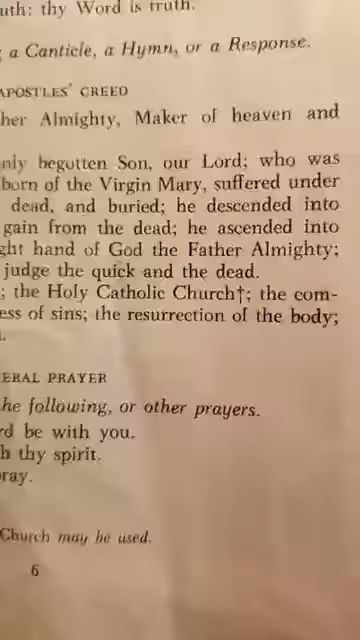 uth: thy Word is truth.
; a Canticle, a Hymn, or a Response.
APOSTLES' CREED
her Almighty, Maker of heaven and
nly begotten Son, our Lord; who was
born of the Virgin Mary, suffered under
dead, and buried; he descended into
gain from the dead; he ascended into
ght hand of God the Father Almighty;
judge the quick and the dead.
; the Holy Catholic Church†; the com-
ess of sins; the resurrection of the body;
.
ERAL PRAYER
he following, or other prayers.
rd be with you.
h thy spirit.
pray.
Church may be used.
6